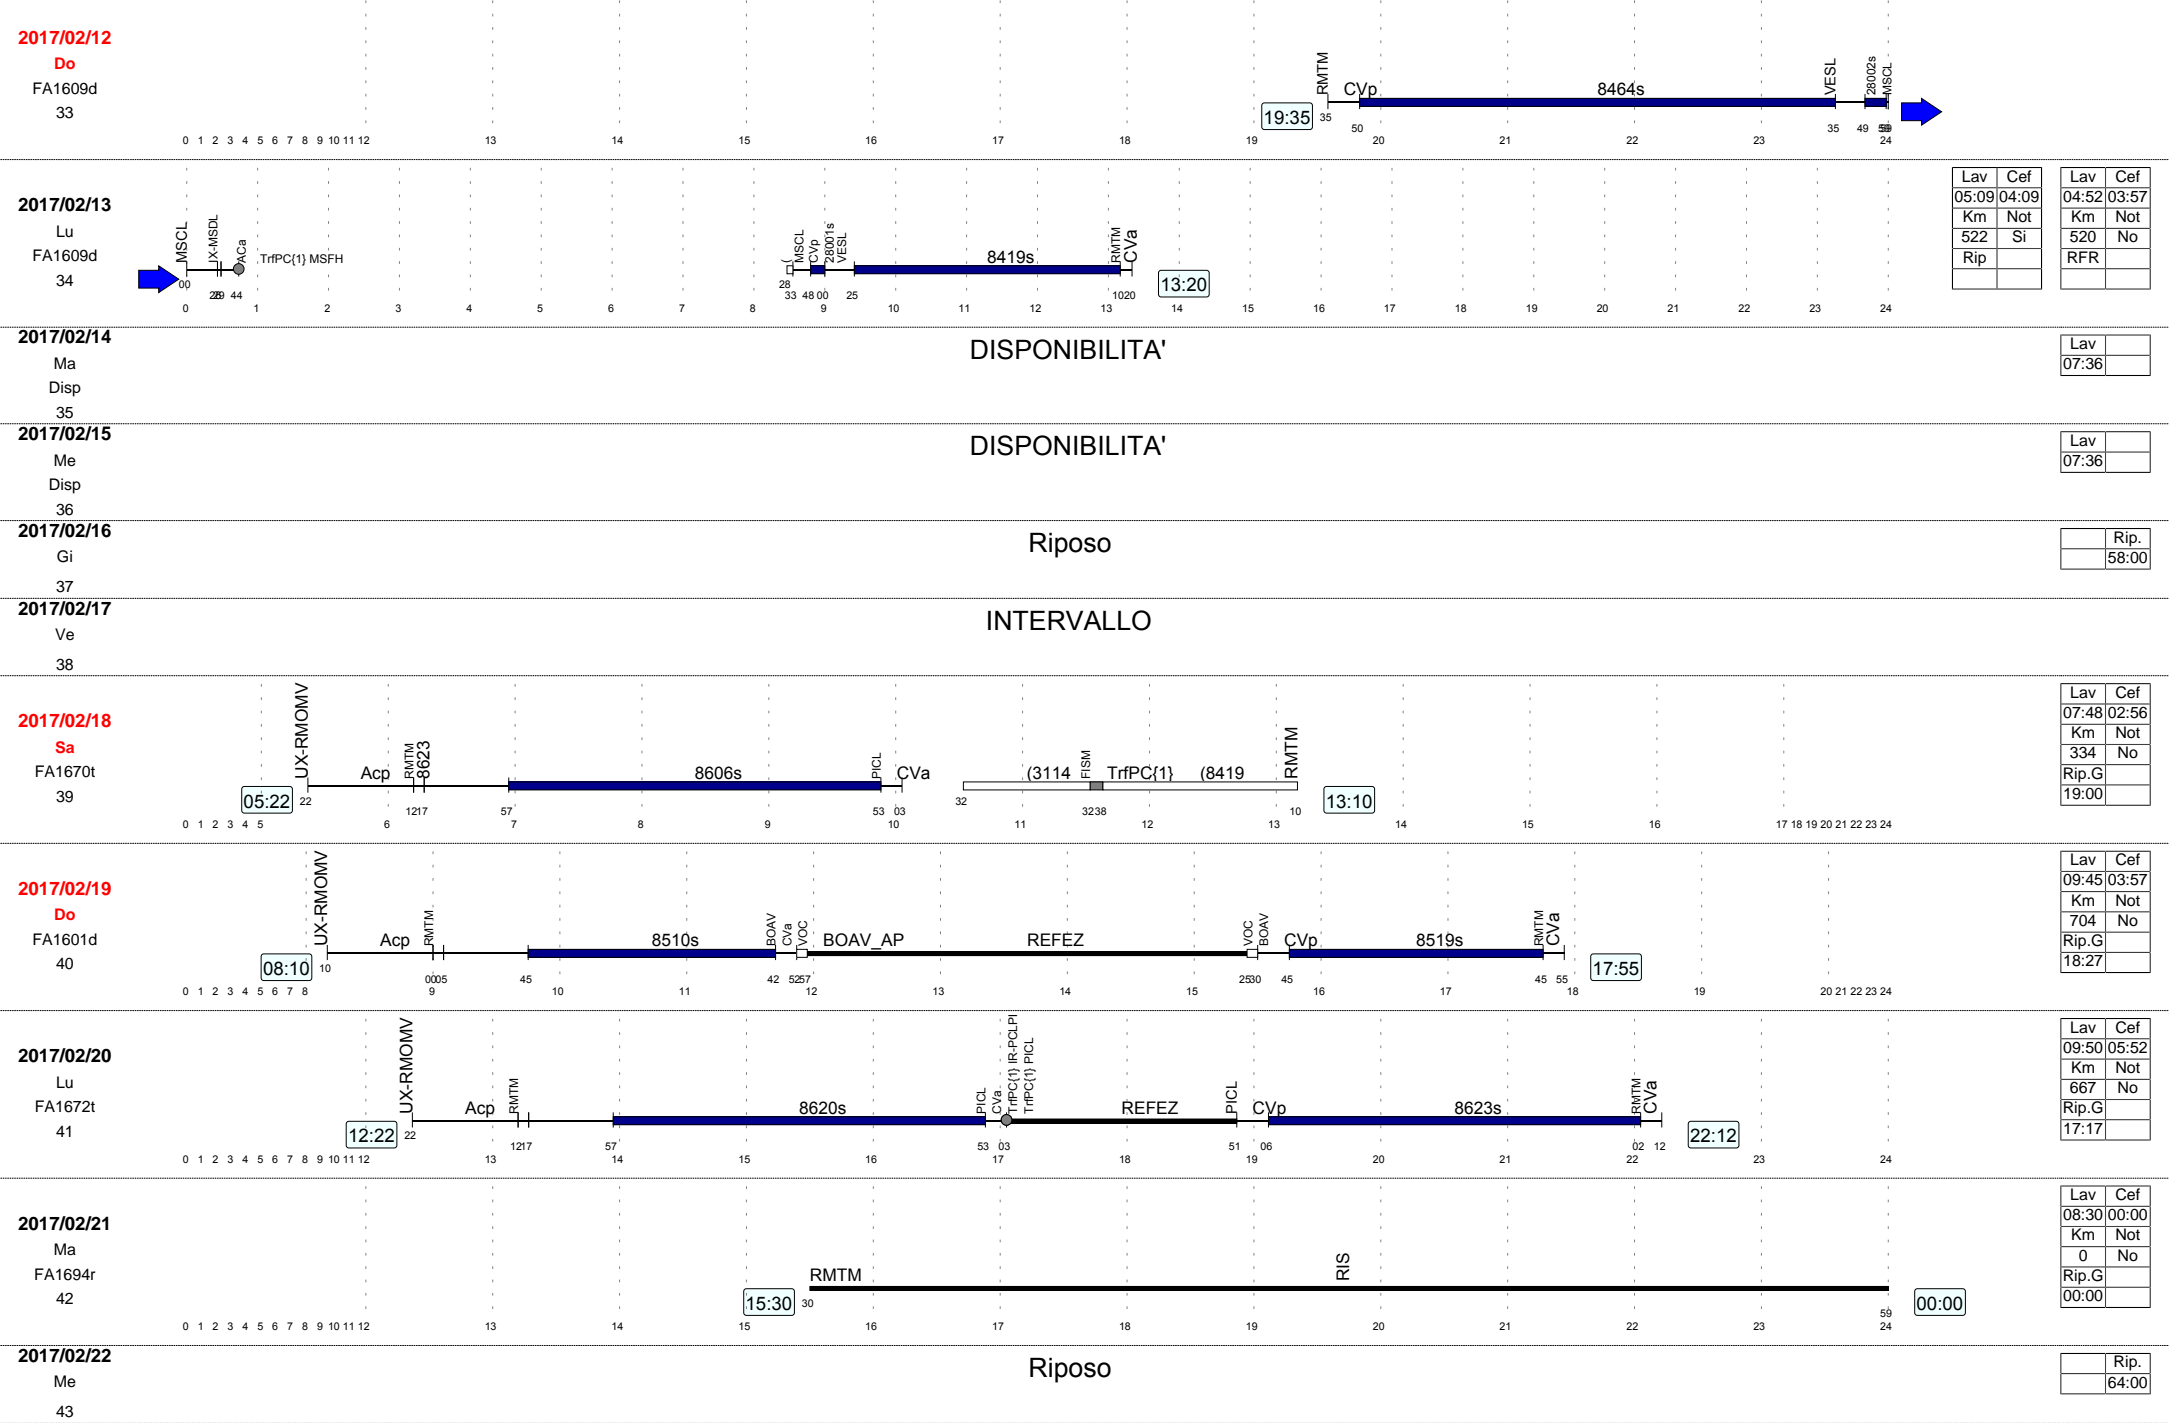 2017/02/12
Do
FA1609d
33
19:35
RMTM
CVp
8464s
VESL
28002s
MSCL
35 50 35 49 59
0 1 2 3 4 5 6 7 8 9 10 11 12 13 14 15 16 17 18 19 20 21 22 23 24
2017/02/13
Lu
FA1609d
34
MSCL
ACa
TrfPC{1} MSFH
(
MSCL
CVp
28001s
VESL
8419s
RMTM
CVa
13:20
00 44 28 33 48 00 25 10 20
0 1 2 3 4 5 6 7 8 9 10 11 12 13 14 15 16 17 18 19 20 21 22 23 24
Lav Cef
05:09 04:09
Km Not
522 Si
Rip
Lav Cef
04:52 03:57
Km Not
520 No
RFR
2017/02/14
Ma
Disp
35
DISPONIBILITA'
Lav
07:36
2017/02/15
Me
Disp
36
DISPONIBILITA'
Lav
07:36
2017/02/16
Gi
37
Riposo
Rip.
58:00
2017/02/17
Ve
38
INTERVALLO
2017/02/18
Sa
FA1670t
39
05:22
UX-RMOMV
Acp
RMTM
8623
8606s
PICL
CVa
(3114
FISM
TrfPC{1}
(8419
RMTM
13:10
22 12 17 57 53 03 32 32 38 10
0 1 2 3 4 5 6 7 8 9 10 11 12 13 14 15 16 17 18 19 20 21 22 23 24
Lav Cef
07:48 02:56
Km Not
334 No
Rip.G
19:00
2017/02/19
Do
FA1601d
40
08:10
UX-RMOMV
Acp
RMTM
8510s
BOAV
CVa
VOC
BOAV_AP
REFEZ
VOC
BOAV
CVp
8519s
RMTM
CVa
17:55
10 00 05 45 42 52 57 25 30 45 45 55
0 1 2 3 4 5 6 7 8 9 10 11 12 13 14 15 16 17 18 19 20 21 22 23 24
Lav Cef
09:45 03:57
Km Not
704 No
Rip.G
18:27
2017/02/20
Lu
FA1672t
41
12:22
UX-RMOMV
Acp
RMTM
8620s
PICL
CVa
TrfPC{1} IR-PCLPI
TrfPC{1} PICL
REFEZ
PICL
CVp
8623s
RMTM
CVa
22:12
22 12 17 57 53 03 51 06 02 12
0 1 2 3 4 5 6 7 8 9 10 11 12 13 14 15 16 17 18 19 20 21 22 23 24
Lav Cef
09:50 05:52
Km Not
667 No
Rip.G
17:17
2017/02/21
Ma
FA1694r
42
15:30
RMTM
RIS
00:00
30 59
0 1 2 3 4 5 6 7 8 9 10 11 12 13 14 15 16 17 18 19 20 21 22 23 24
Lav Cef
08:30 00:00
Km Not
0 No
Rip.G
00:00
2017/02/22
Me
43
Riposo
Rip.
64:00